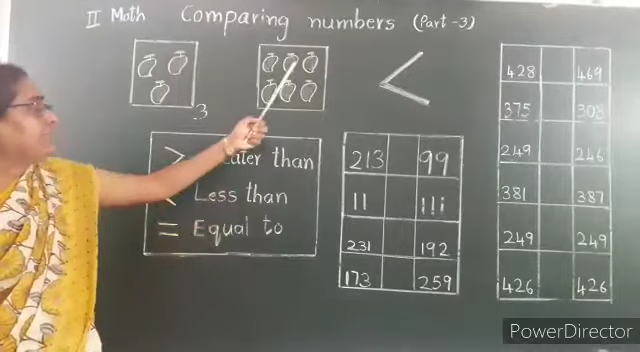 II Math Comparing numbers (Part -3)
3
<
> than
< Less than
= Equal to
213 99
11 111
231 192
173 259
428 469
375 308
249 246
381 387
249 249
426 426
PowerDirector